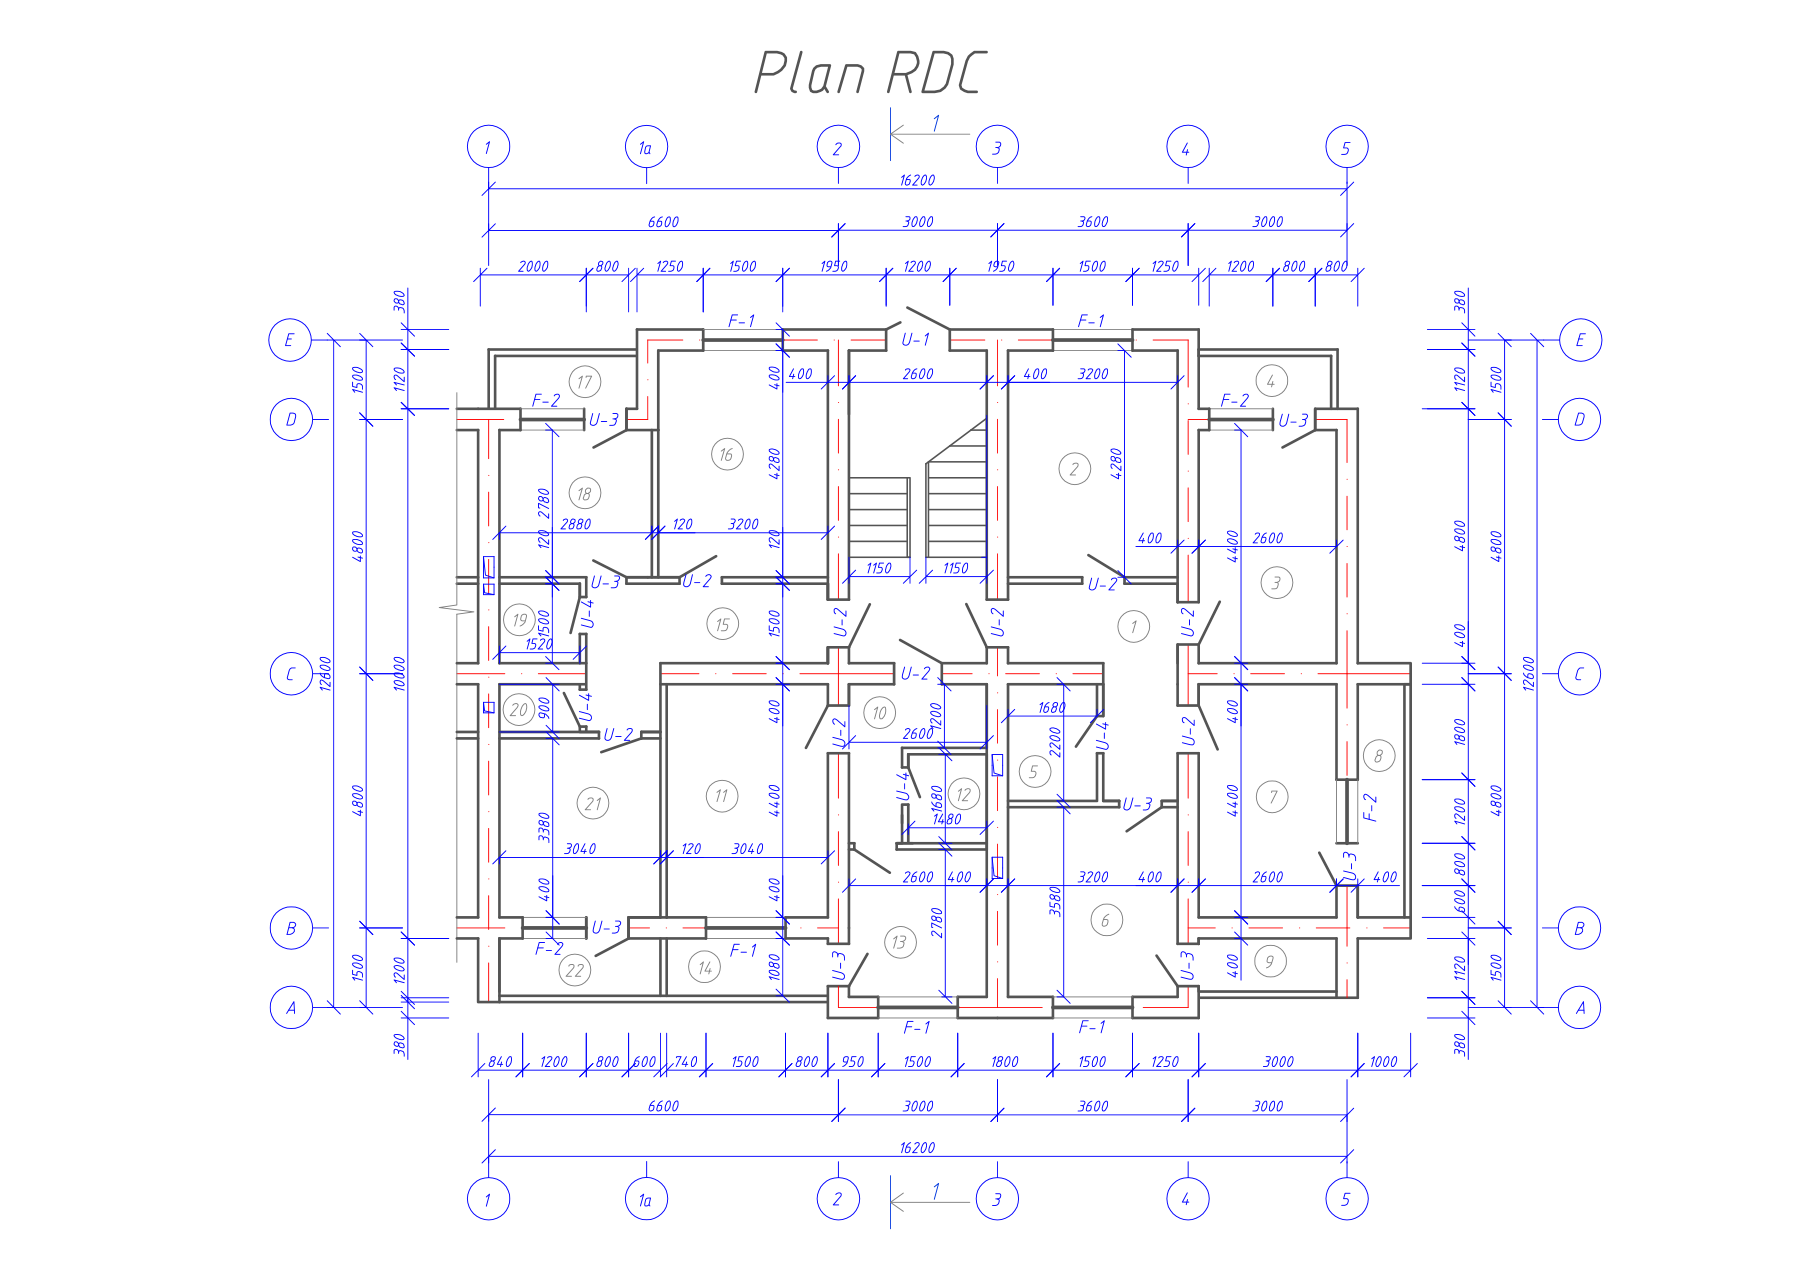 Plan RDC
1
1 1a 2 3 4 5
16200
6600 3000 3600 3000
2000 800 1250 1500 1950 1200 1950 1500 1250 1200 800 800
380 380
E F-1 U-1 F-1 E
1500 1120 17 400 400 2600 400 3200 4 1120 1500
F-2 U-3 F-2 U-3
D D
16 2
4280 4280
18
2780
4800 2880 120 120 3200 120 400 4400 2600 4800 4800
1150 1150
U-3 U-2 U-2 3
19 1500 U-4 15 1500 U-2 U-2 1 U-2 400
1520
C 12600 10000 U-2 C 12600
20 900 U-4 400 10 1200 1680 400
U-2 U-2 2600 2200 U-4 U-2 1800 8
5
21 11 4400 U-4 1680 12 U-3 4400 7 1200 F-2
4800 3380 1480 4800
3040 120 3040 U-3 800
400 400 2600 400 3200 400 2600 400
3580 600
B F-2 U-3 2780 6 B
22 14 F-1 1080 U-3 13 U-3 400 9
1500 1200 1120 1500
A A
380 F-1 F-1 380
840 1200 800 600 740 1500 800 950 1500 1800 1500 1250 3000 1000
6600 3000 3600 3000
16200
1 1a 2 3 4 5
1